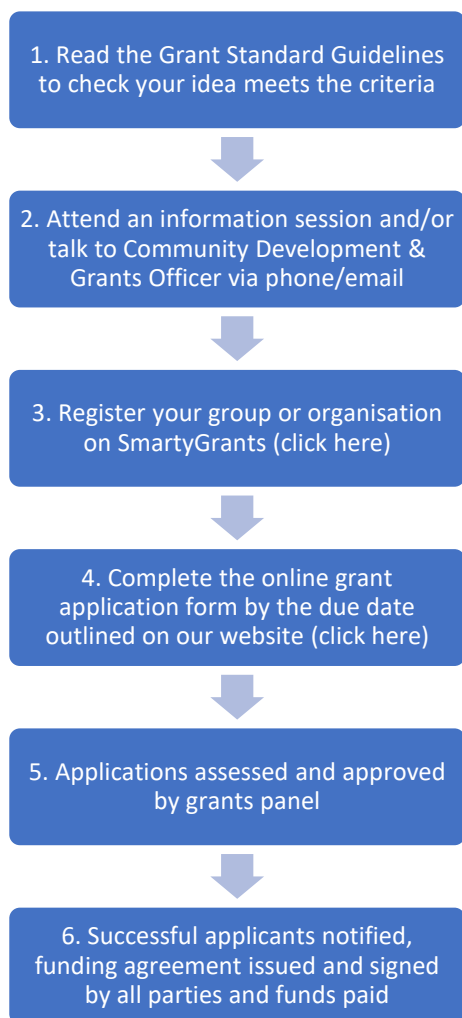 1. Read the Grant Standard Guidelines
to check your idea meets the criteria
2. Attend an information session and/or
talk to Community Development &
Grants Officer via phone/email
3. Register your group or organisation
on SmartyGrants (click here)
4. Complete the online grant
application form by the due date
outlined on our website (click here)
5. Applications assessed and approved
by grants panel
6. Successful applicants notified,
funding agreement issued and signed
by all parties and funds paid